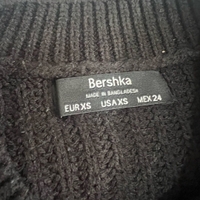 Bershka
MADE IN BANGLADESH
EUR XS USA XS MEX 24